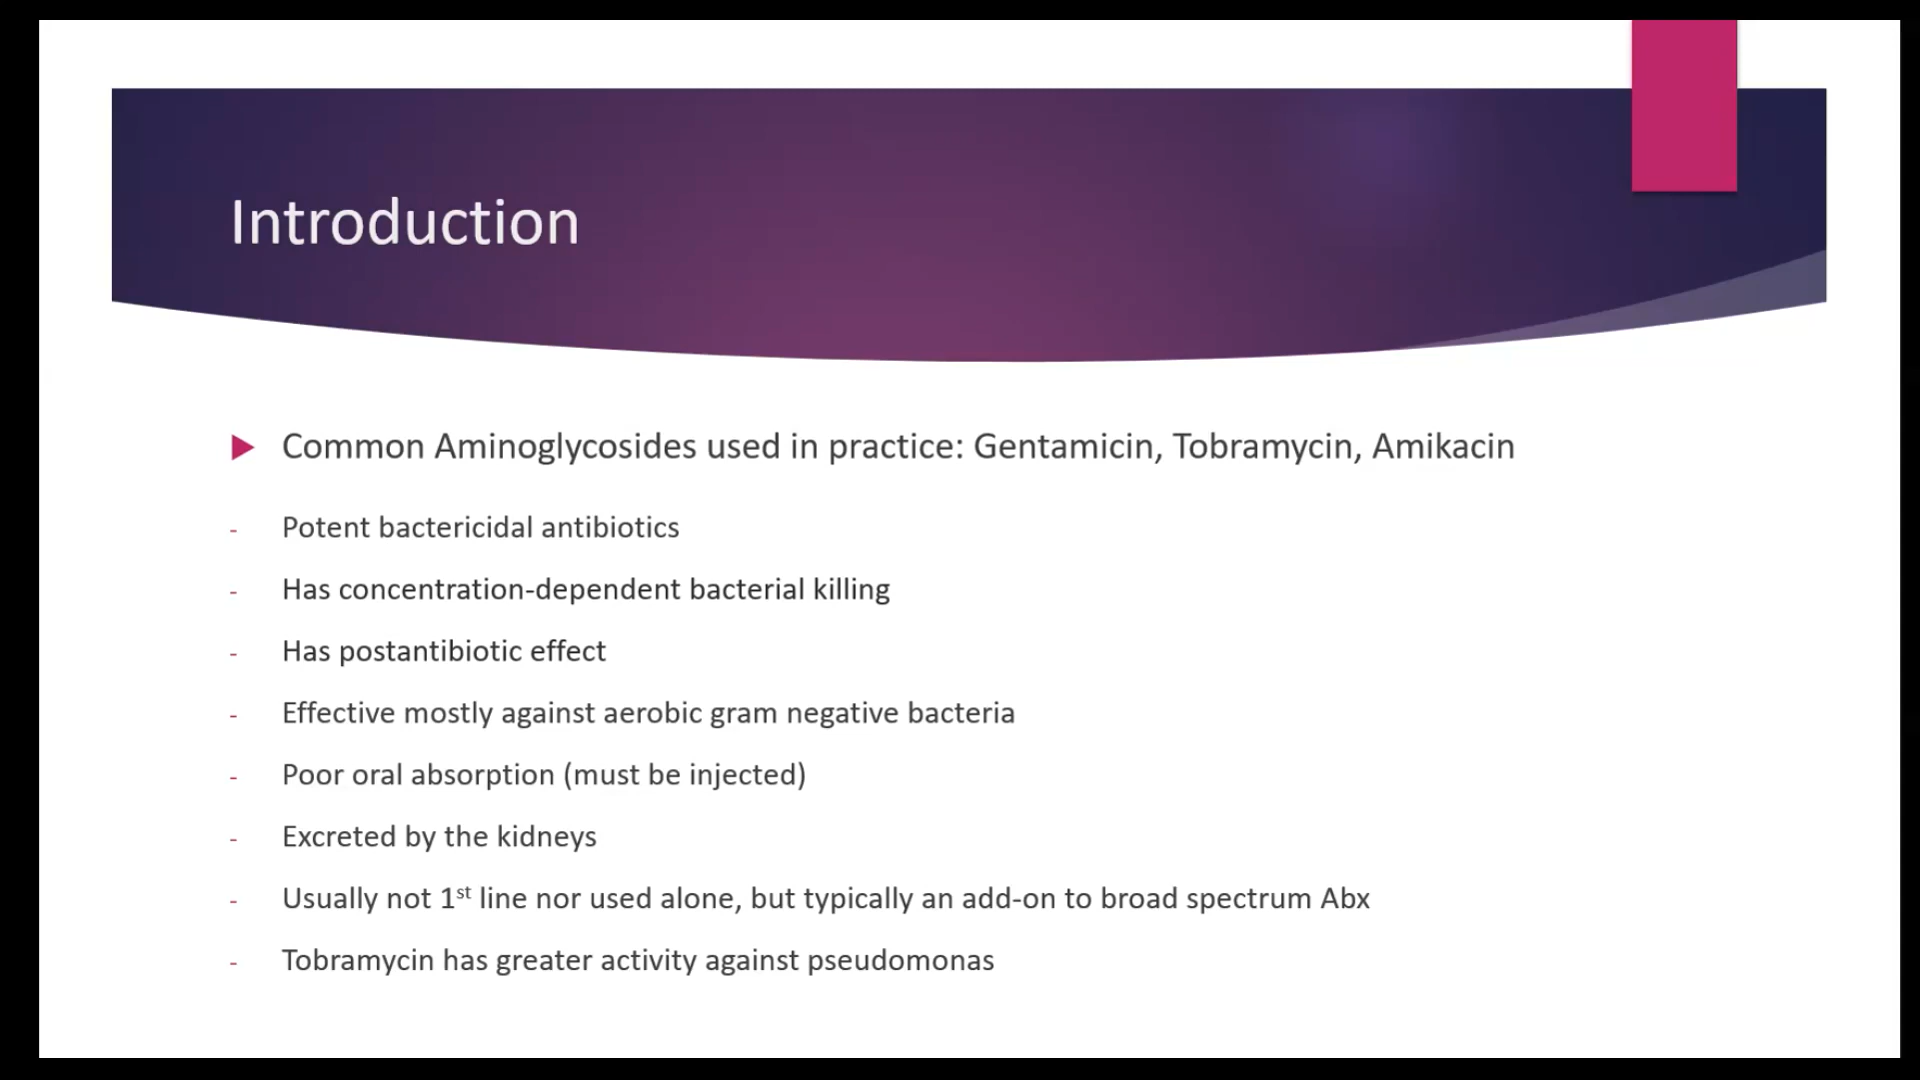 Introduction
Common Aminoglycosides used in practice: Gentamicin, Tobramycin, Amikacin
- Potent bactericidal antibiotics
- Has concentration-dependent bacterial killing
- Has postantibiotic effect
- Effective mostly against aerobic gram negative bacteria
- Poor oral absorption (must be injected)
- Excreted by the kidneys
- Usually not 1st line nor used alone, but typically an add-on to broad spectrum Abx
- Tobramycin has greater activity against pseudomonas